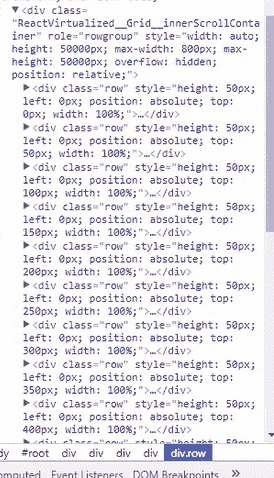 ▼<div class=
"ReactVirtualized__Grid__innerScrollConta
iner" role="rowgroup" style="width: auto;
height: 50000px; max-width: 800px; max-
height: 50000px; overflow: hidden;
position: relative;">
▶<div class="row" style="height: 50px;
left: 0px; position: absolute; top:
0px; width: 100%;">…</div>
▶<div class="row" style="height: 50px;
left: 0px; position: absolute; top:
50px; width: 100%;">…</div>
▶<div class="row" style="height: 50px;
left: 0px; position: absolute; top:
100px; width: 100%;">…</div>
▶<div class="row" style="height: 50px;
left: 0px; position: absolute; top:
150px; width: 100%;">…</div>
▶<div class="row" style="height: 50px;
left: 0px; position: absolute; top:
200px; width: 100%;">…</div>
▶<div class="row" style="height: 50px;
left: 0px; position: absolute; top:
250px; width: 100%;">…</div>
▶<div class="row" style="height: 50px;
left: 0px; position: absolute; top:
300px; width: 100%;">…</div>
▶<div class="row" style="height: 50px;
left: 0px; position: absolute; top:
350px; width: 100%;">…</div>
▶<div class="row" style="height: 50px;
left: 0px; position: absolute; top:
400px; width: 100%;">…</div>
dy #root div div div div div.row
omputed Event Listeners DOM Breakpoints »